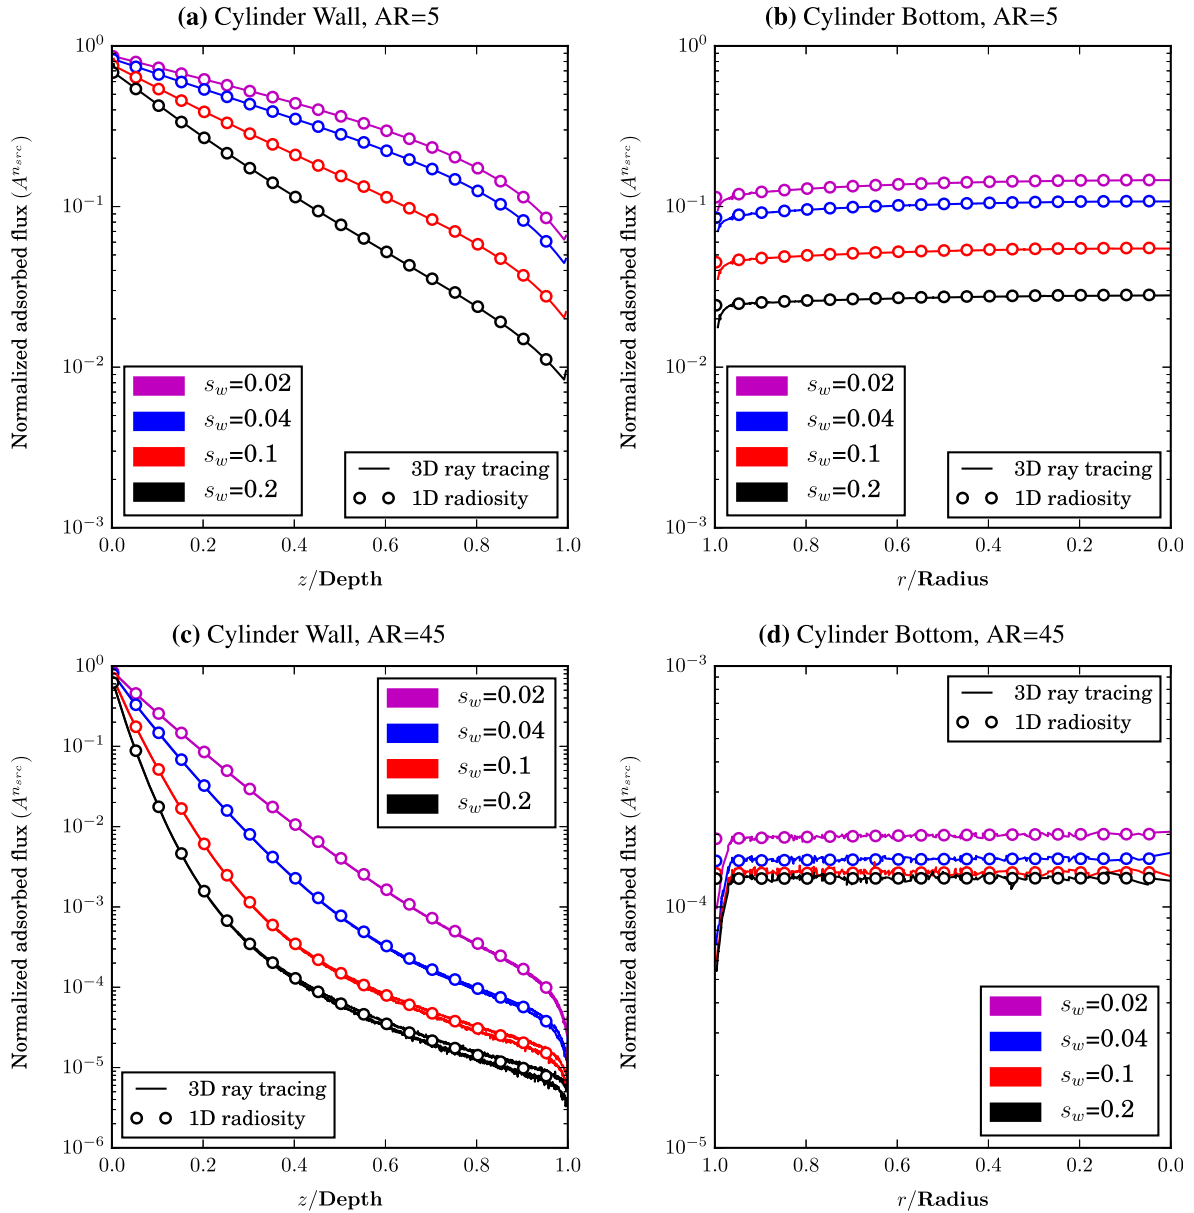 (a) Cylinder Wall, AR=5
10⁰
10⁻¹
10⁻²
10⁻³
Normalized adsorbed flux (A^{n_{src}})
s_w=0.02
s_w=0.04
s_w=0.1
s_w=0.2
3D ray tracing
1D radiosity
0.0 0.2 0.4 0.6 0.8 1.0
z/Depth
(b) Cylinder Bottom, AR=5
10⁰
10⁻¹
10⁻²
10⁻³
Normalized adsorbed flux (A^{n_{src}})
s_w=0.02
s_w=0.04
s_w=0.1
s_w=0.2
3D ray tracing
1D radiosity
1.0 0.8 0.6 0.4 0.2 0.0
r/Radius
(c) Cylinder Wall, AR=45
10⁰
10⁻¹
10⁻²
10⁻³
10⁻⁴
10⁻⁵
10⁻⁶
Normalized adsorbed flux (A^{n_{src}})
s_w=0.02
s_w=0.04
s_w=0.1
s_w=0.2
3D ray tracing
1D radiosity
0.0 0.2 0.4 0.6 0.8 1.0
z/Depth
(d) Cylinder Bottom, AR=45
10⁻³
10⁻⁴
10⁻⁵
Normalized adsorbed flux (A^{n_{src}})
3D ray tracing
1D radiosity
s_w=0.02
s_w=0.04
s_w=0.1
s_w=0.2
1.0 0.8 0.6 0.4 0.2 0.0
r/Radius